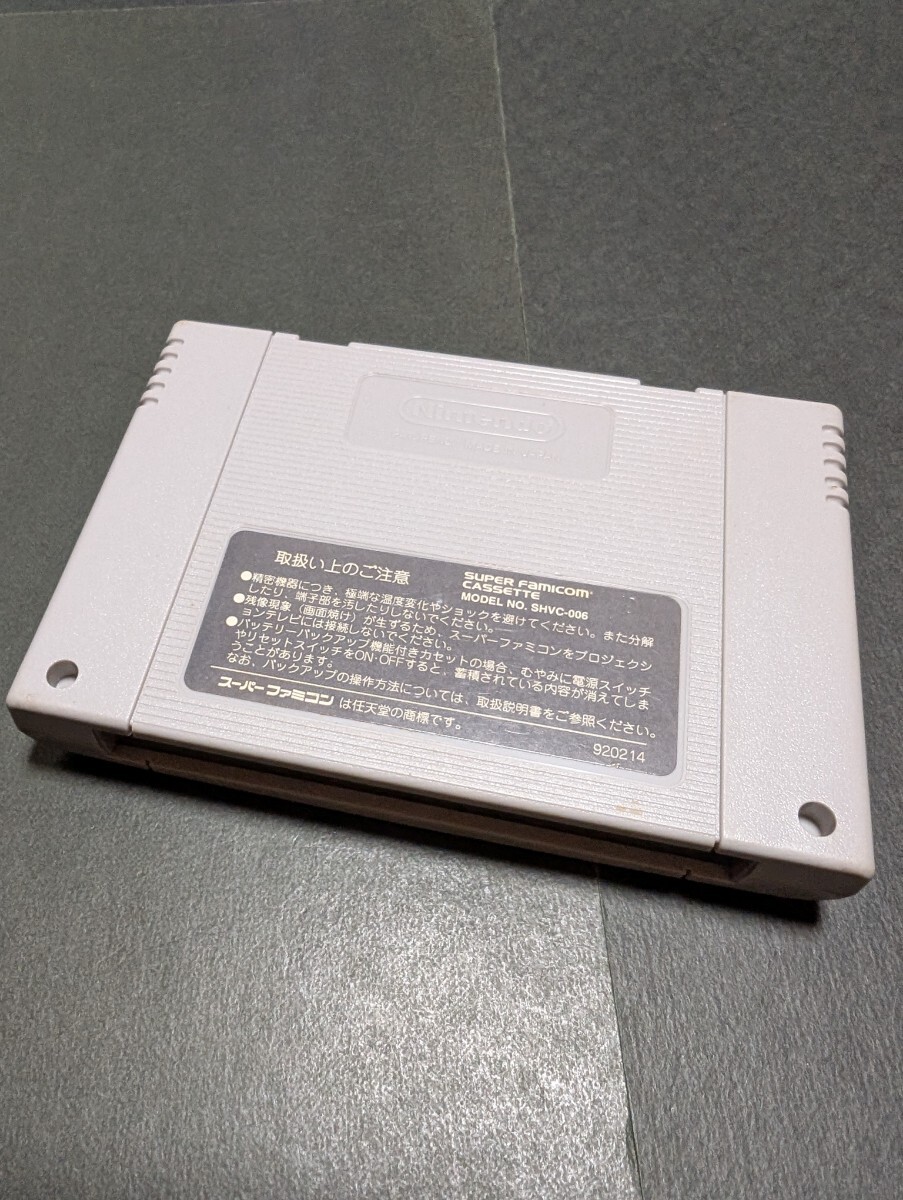 Nintendo
MADE IN JAPAN
取扱い上のご注意
SUPER FAMICOM
CASSETTE
MODEL NO. SHVC-006
●精密機器につき、極端な温度変化やショックを避けてください。また分解
したり、端子部を汚したりしないでください。
●残像現象(画面焼け)が生ずるため、スーパーファミコンをプロジェクシ
ョンテレビには接続しないでください。
●バッテリーバックアップ機能付きカセットの場合、むやみに電源スイッチ
やリセットスイッチをON・OFFすると、蓄積されている内容が消えてしま
うことがあります。
なお、バックアップの操作方法については、取扱説明書をご参照ください。
スーパーファミコンは任天堂の商標です。
920214